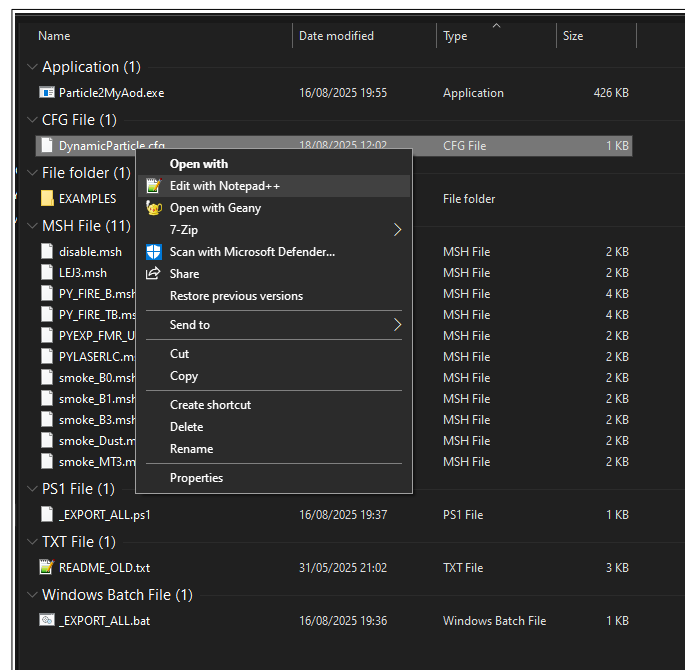 Name Date modified Type Size
Application (1)
Particle2MyAod.exe 16/08/2025 19:55 Application 426 KB
CFG File (1)
DynamicParticle.cfg 18/08/2025 12:02 CFG File 1 KB
Open with
File folder (1)
Edit with Notepad++
EXAMPLES File folder
Open with Geany
MSH File (11)
7-Zip
disable.msh MSH File 2 KB
Scan with Microsoft Defender...
LEJ3.msh MSH File 2 KB
Share
PY_FIRE_B.msh MSH File 4 KB
Restore previous versions
PY_FIRE_TB.ms MSH File 4 KB
Send to
PYEXP_FMR_U MSH File 2 KB
PYLASERLC.m MSH File 2 KB
Cut
smoke_B0.msh MSH File 2 KB
Copy
smoke_B1.msh MSH File 2 KB
Create shortcut
smoke_B3.msh MSH File 2 KB
Delete
smoke_Dust.m MSH File 2 KB
Rename
smoke_MT3.m MSH File 2 KB
Properties
PS1 File (1)
_EXPORT_ALL.ps1 16/08/2025 19:37 PS1 File 1 KB
TXT File (1)
README_OLD.txt 31/05/2025 21:02 TXT File 3 KB
Windows Batch File (1)
_EXPORT_ALL.bat 16/08/2025 19:36 Windows Batch File 1 KB